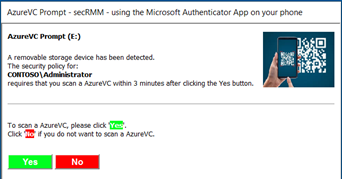 AzureVC Prompt - secRMM - using the Microsoft Authenticator App on your phone
AzureVC Prompt (E:)
A removable storage device has been detected.
The security policy for:
CONTOSO\Administrator
requires that you scan a AzureVC within 3 minutes after clicking the Yes button.
To scan a AzureVC, please click 'Yes'.
Click 'No' if you do not want to scan a AzureVC.
Yes
No